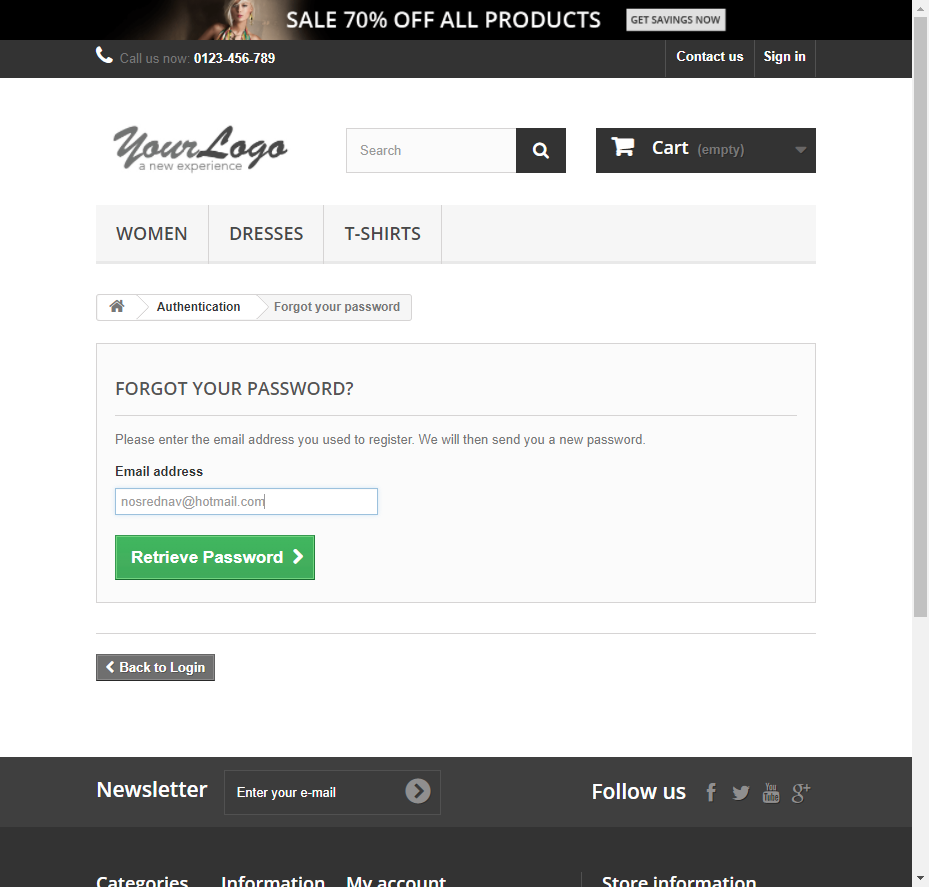 SALE 70% OFF ALL PRODUCTS GET SAVINGS NOW
Call us now: 0123-456-789 Contact us Sign in
YourLogo
a new experience
Search
Cart (empty)
WOMEN DRESSES T-SHIRTS
Authentication Forgot your password
FORGOT YOUR PASSWORD?
Please enter the email address you used to register. We will then send you a new password.
Email address
nosrednav@hotmail.com
Retrieve Password
Back to Login
Newsletter Enter your e-mail Follow us
You
Tube
Categories Information My account Store information